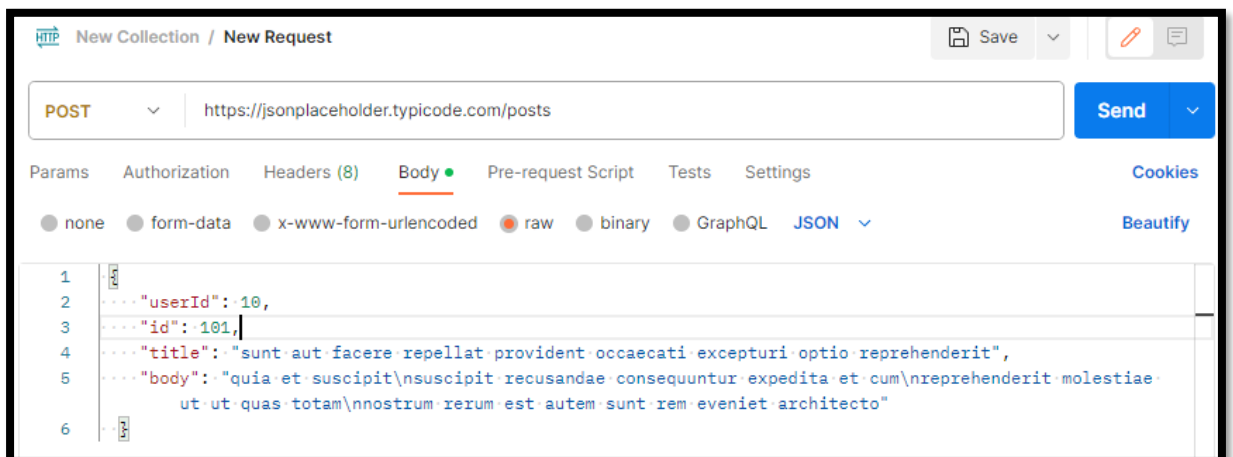 HTTP New Collection / New Request Save
POST https://jsonplaceholder.typicode.com/posts Send
Params Authorization Headers (8) Body Pre-request Script Tests Settings Cookies
none form-data x-www-form-urlencoded raw binary GraphQL JSON Beautify
1 {
2 "userId": 10,
3 "id": 101,
4 "title": "sunt aut facere repellat provident occaecati excepturi optio reprehenderit",
5 "body": "quia et suscipit\nsuscipit recusandae consequuntur expedita et cum\nreprehenderit molestiae
ut ut quas totam\nnostrum rerum est autem sunt rem eveniet architecto"
6 }